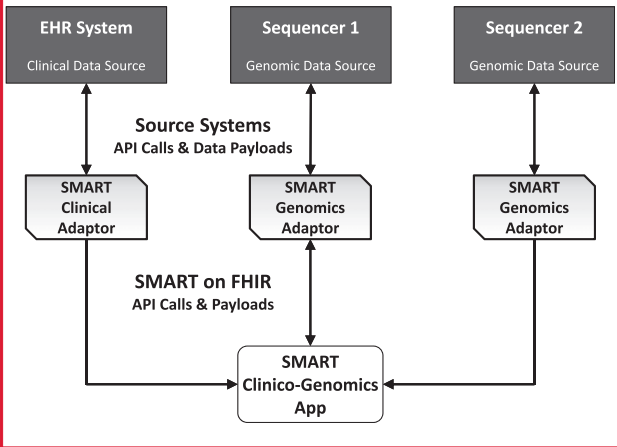 EHR System
Clinical Data Source
Sequencer 1
Genomic Data Source
Sequencer 2
Genomic Data Source
Source Systems
API Calls & Data Payloads
SMART
Clinical
Adaptor
SMART
Genomics
Adaptor
SMART
Genomics
Adaptor
SMART on FHIR
API Calls & Payloads
SMART
Clinico-Genomics
App